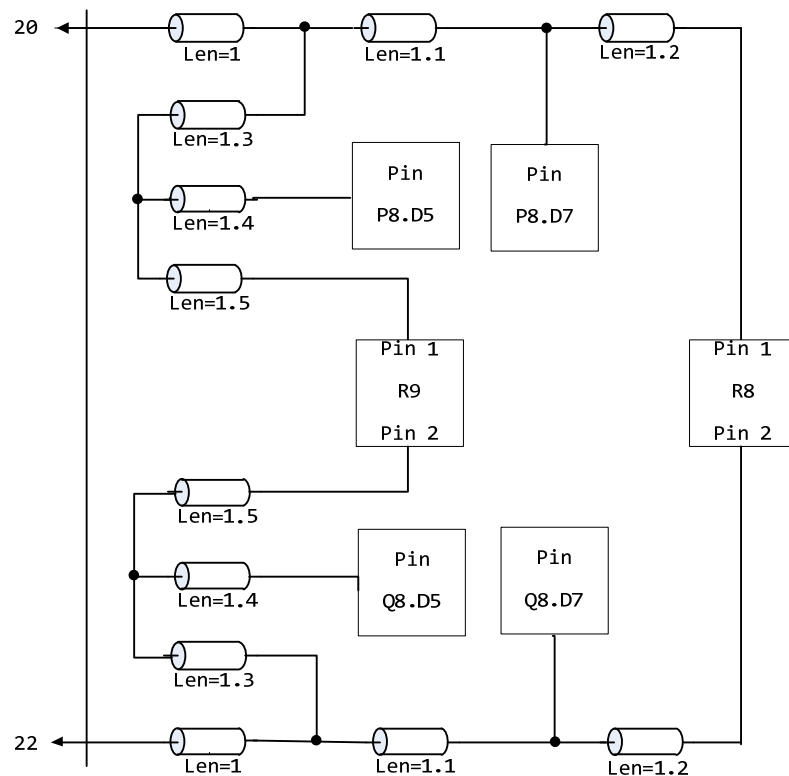 20
Len=1
Len=1.1
Len=1.2
Len=1.3
Pin
P8.D5
Pin
P8.D7
Len=1.4
Len=1.5
Pin 1
R9
Pin 2
Pin 1
R8
Pin 2
Len=1.5
Pin
Q8.D5
Pin
Q8.D7
Len=1.4
Len=1.3
22
Len=1
Len=1.1
Len=1.2